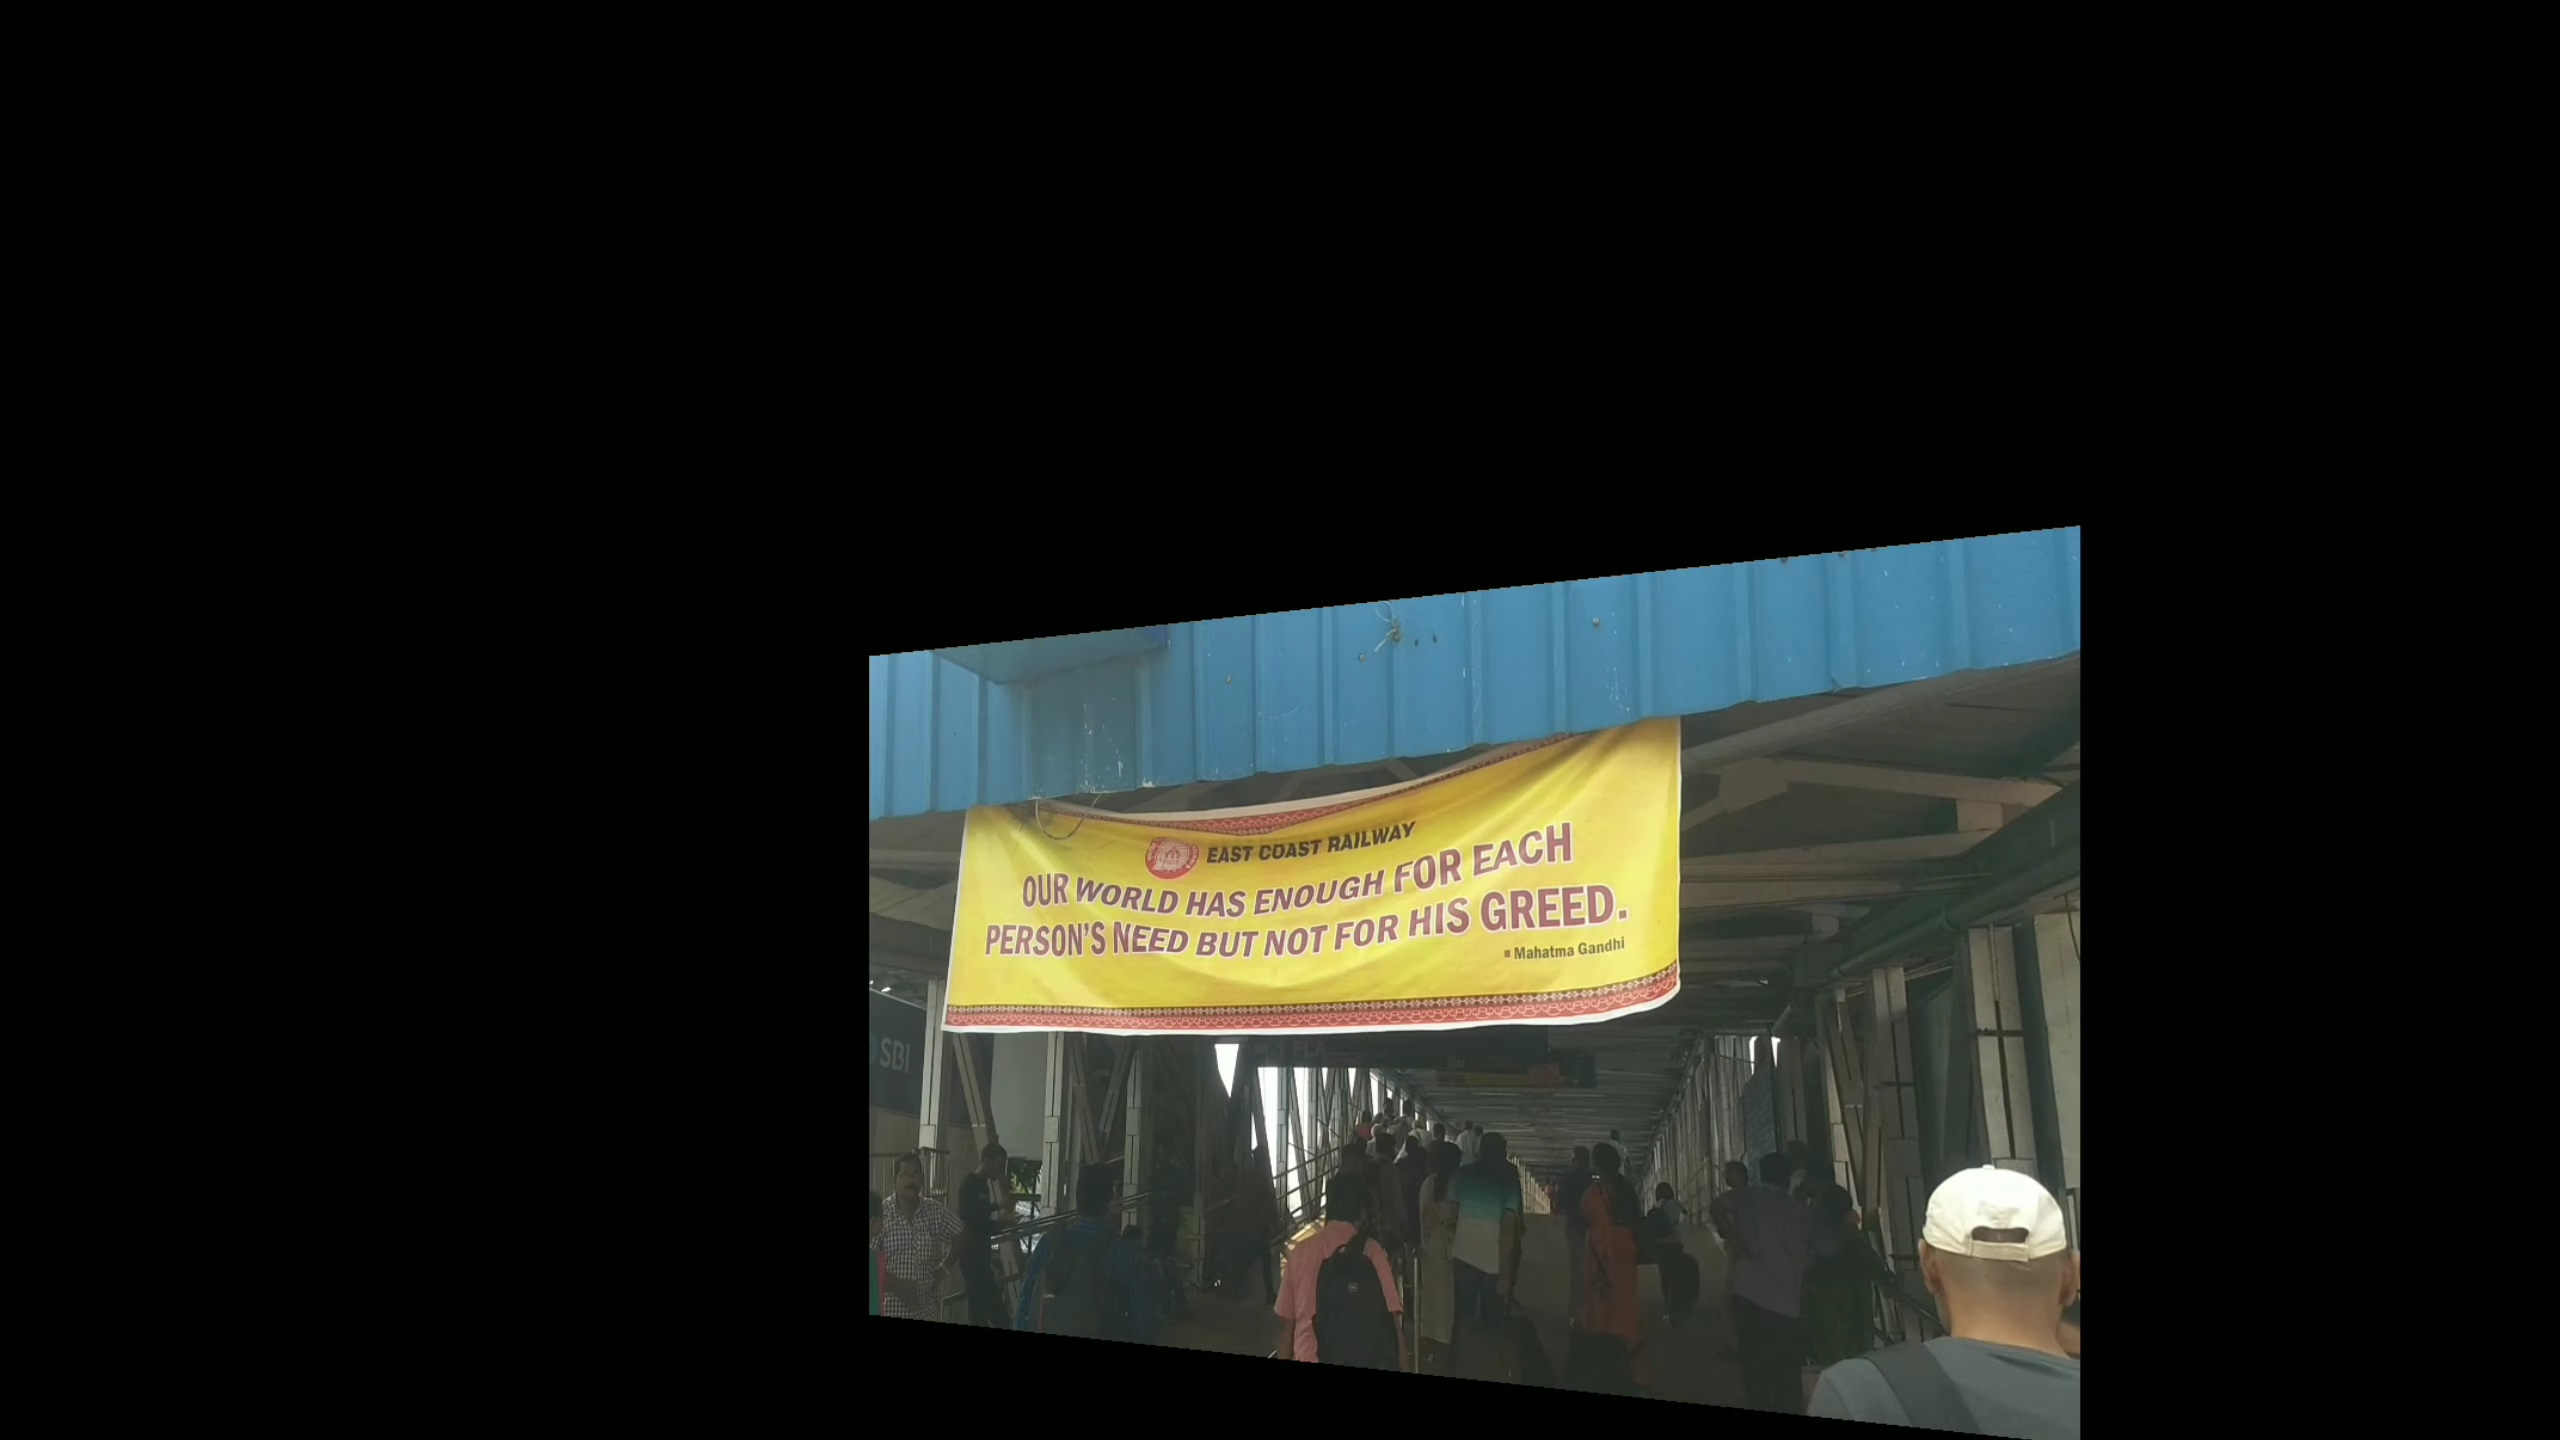 EAST COAST RAILWAY
OUR WORLD HAS ENOUGH FOR EACH
PERSON'S NEED BUT NOT FOR HIS GREED.
▪ Mahatma Gandhi
SBI